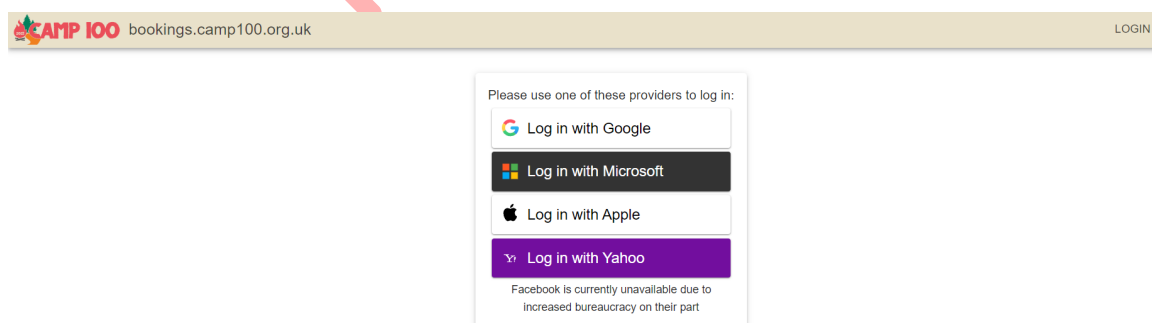 CAMP 100 bookings.camp100.org.uk LOGIN
Please use one of these providers to log in:
Log in with Google
Log in with Microsoft
Log in with Apple
Log in with Yahoo
Facebook is currently unavailable due to
increased bureaucracy on their part